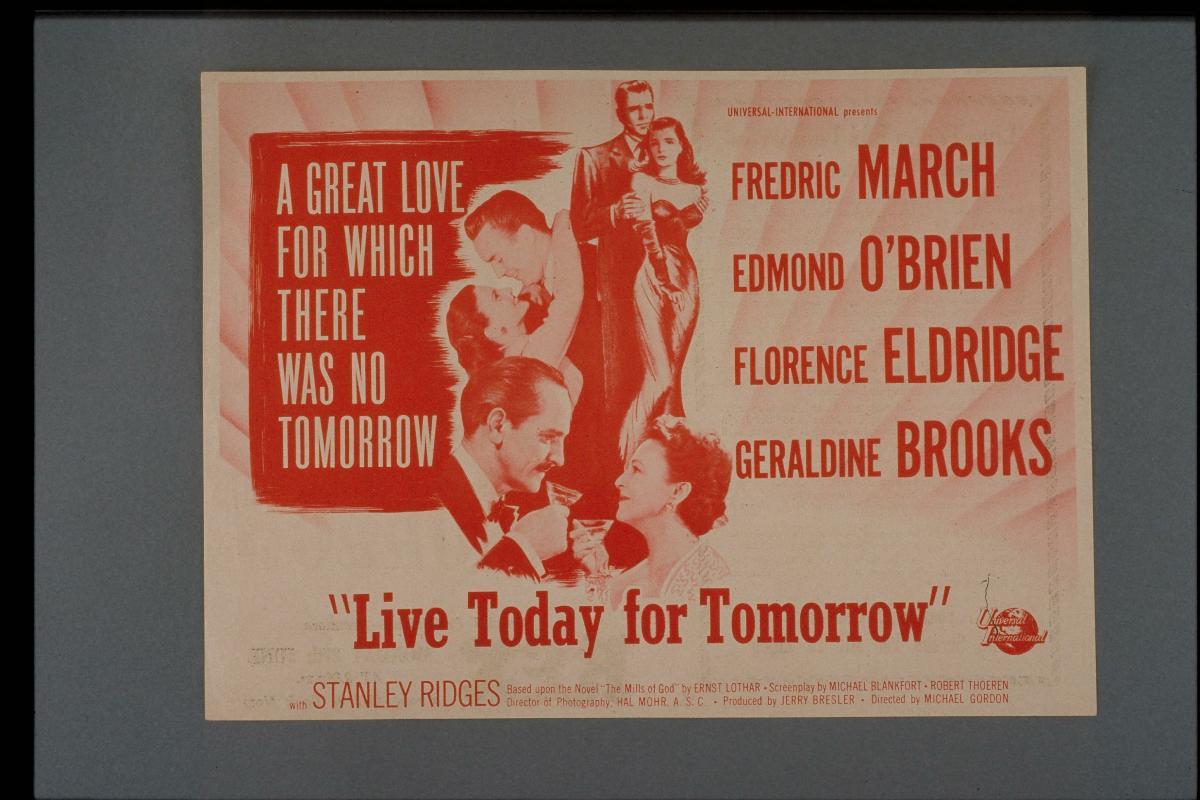 A GREAT LOVE
FOR WHICH
THERE
WAS NO
TOMORROW
UNIVERSAL-INTERNATIONAL presents
FREDRIC MARCH
EDMOND O'BRIEN
FLORENCE ELDRIDGE
GERALDINE BROOKS
"Live Today for Tomorrow"
Universal
International
with STANLEY RIDGES
Based upon the Novel "The Mills of God" by ERNST LOTHAR • Screenplay by MICHAEL BLANKFORT • ROBERT THOEREN
Director of Photography, HAL MOHR, A. S. C. • Produced by JERRY BRESLER • Directed by MICHAEL GORDON